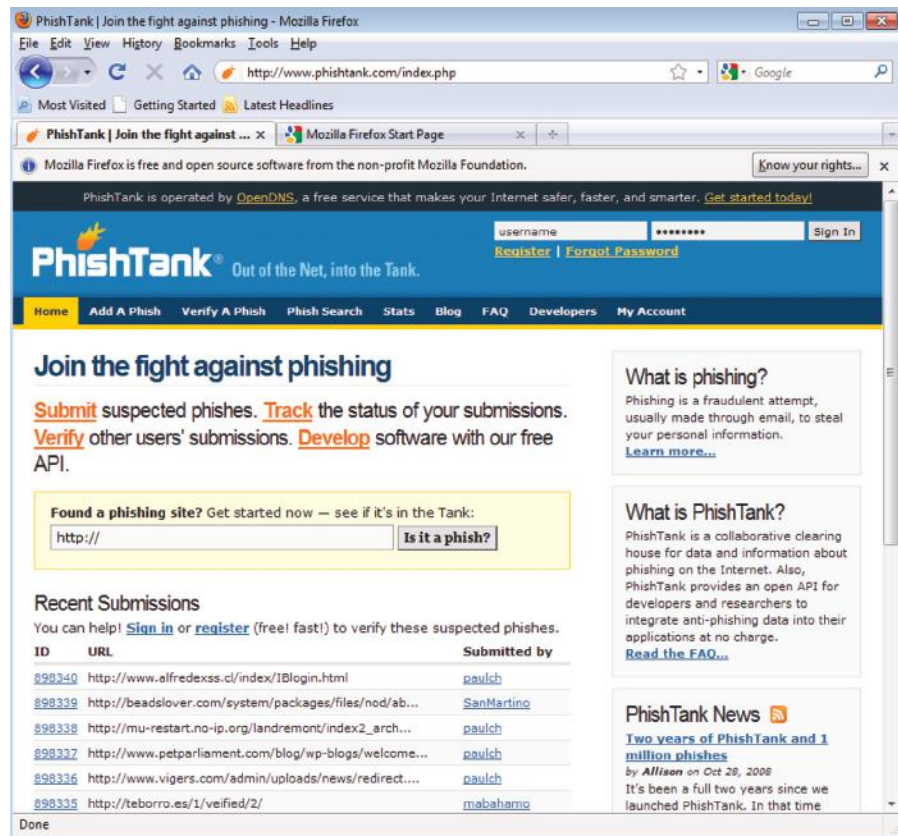 PhishTank | Join the fight against phishing - Mozilla Firefox
File Edit View History Bookmarks Tools Help
http://www.phishtank.com/index.php
Google
Most Visited Getting Started Latest Headlines
PhishTank | Join the fight against ... x
Mozilla Firefox Start Page
Mozilla Firefox is free and open source software from the non-profit Mozilla Foundation.
Know your rights...
PhishTank is operated by OpenDNS, a free service that makes your Internet safer, faster, and smarter. Get started today!
username
••••••••
Sign In
Register | Forgot Password
PhishTank® Out of the Net, into the Tank.
Home Add A Phish Verify A Phish Phish Search Stats Blog FAQ Developers My Account
Join the fight against phishing
Submit suspected phishes. Track the status of your submissions.
Verify other users' submissions. Develop software with our free
API.
Found a phishing site? Get started now — see if it's in the Tank:
http://
Is it a phish?
Recent Submissions
You can help! Sign in or register (free! fast!) to verify these suspected phishes.
ID URL Submitted by
898340 http://www.alfredexss.cl/index/IBlogin.html paulch
898339 http://beadslover.com/system/packages/files/nod/ab... SanMartino
898338 http://mu-restart.no-ip.org/landremont/index2_arch... paulch
898337 http://www.petparliament.com/blog/wp-blogs/welcome... paulch
898336 http://www.vigers.com/admin/uploads/news/redirect.... paulch
898335 http://teborro.es/1/veified/2/ mabahamo
What is phishing?
Phishing is a fraudulent attempt,
usually made through email, to steal
your personal information.
Learn more...
What is PhishTank?
PhishTank is a collaborative clearing
house for data and information about
phishing on the Internet. Also,
PhishTank provides an open API for
developers and researchers to
integrate anti-phishing data into their
applications at no charge.
Read the FAQ...
PhishTank News
Two years of PhishTank and 1
million phishes
by Allison on Oct 28, 2008
It's been a full two years since we
launched PhishTank. In that time
Done